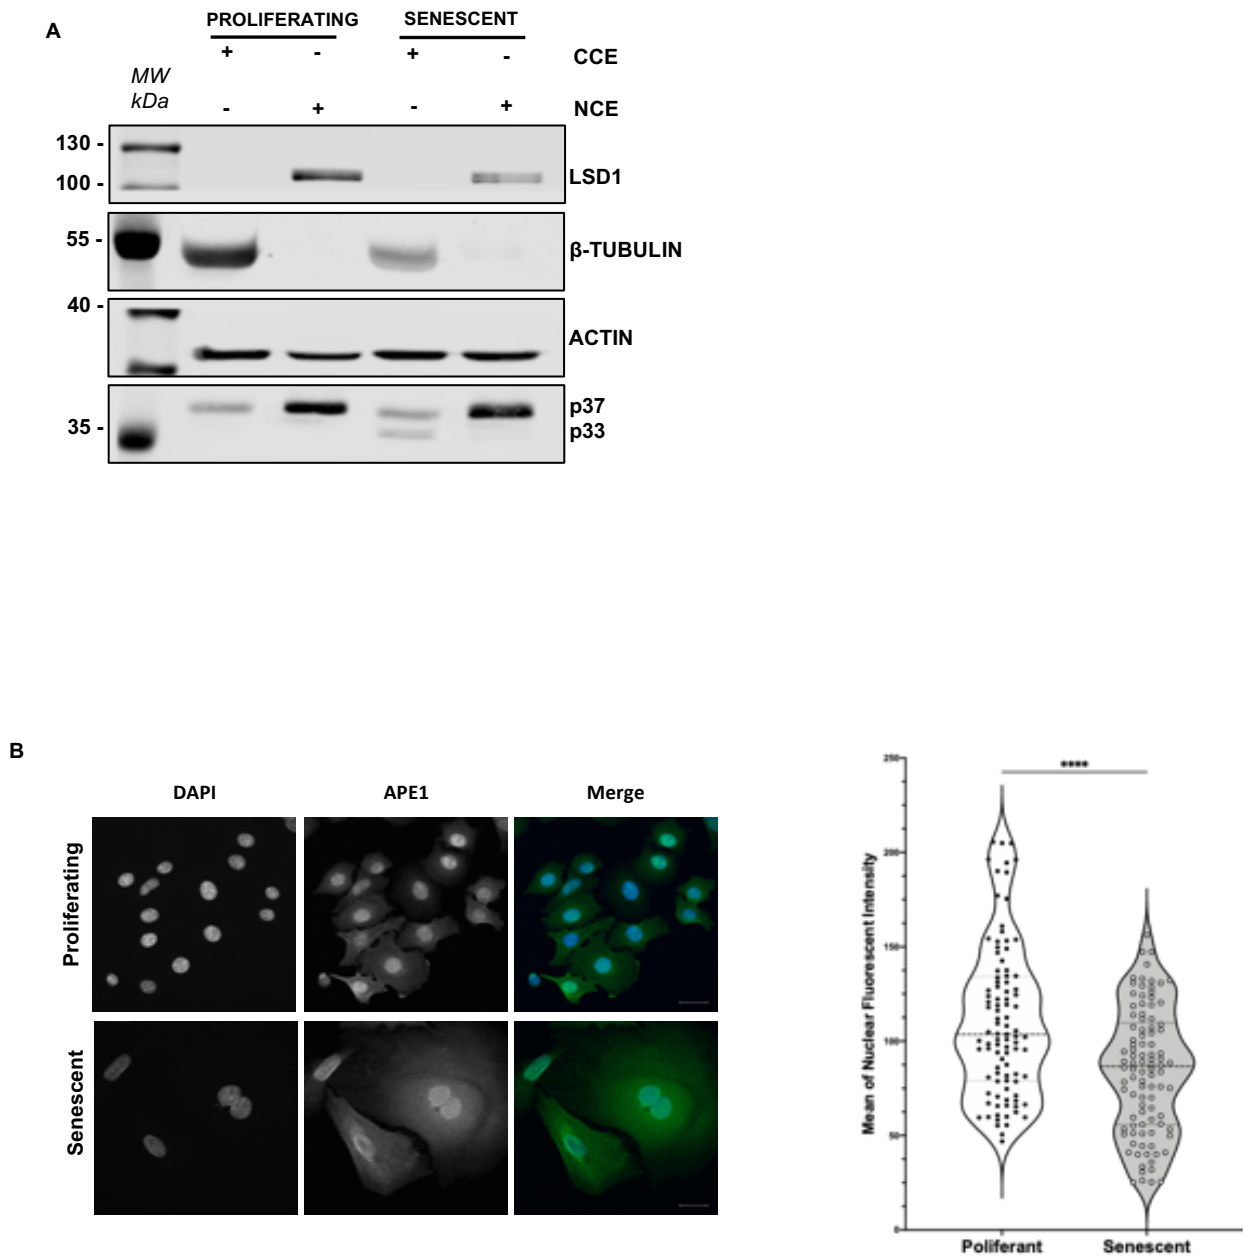 A
PROLIFERATING SENESCENT
+ - + - CCE
MW
kDa
- + - + NCE
130 -
100 -
LSD1
55 -
β-TUBULIN
40 -
ACTIN
p37
35 -
p33
B
DAPI APE1 Merge
Proliferating
Senescent
****
Mean of Nuclear Fluorescent Intensity
250
200
150
100
50
0
Poliferant Senescent